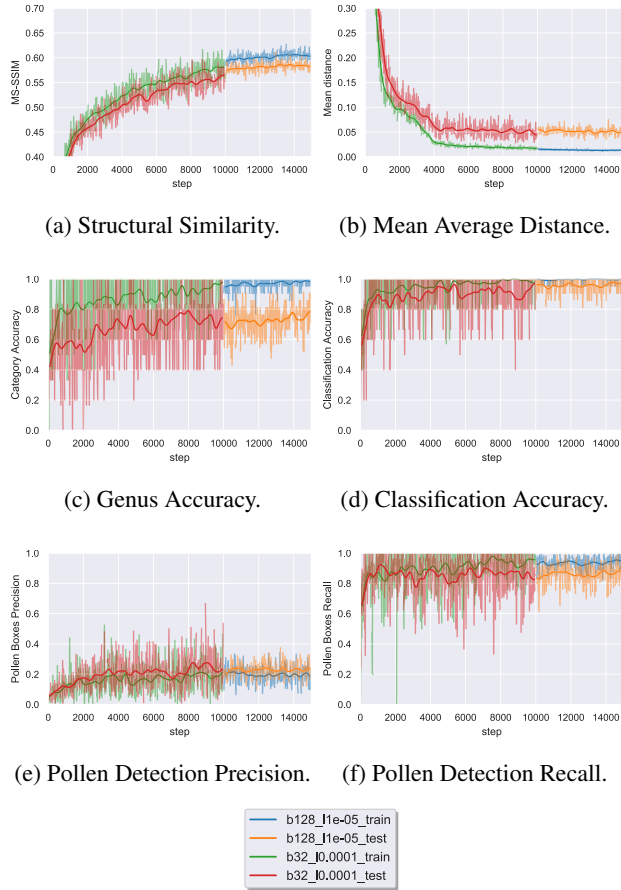 0.60
0.55
0.50
0.45
0.40
MS-SSIM
0 2000 4000 6000 8000 10000 12000 14000
step
(a) Structural Similarity.
0.30
0.25
0.20
0.15
0.10
0.05
0.00
Mean distance
0 2000 4000 6000 8000 10000 12000 14000
step
(b) Mean Average Distance.
1.0
0.8
0.6
0.4
0.2
0.0
Category Accuracy
0 2000 4000 6000 8000 10000 12000 14000
step
(c) Genus Accuracy.
1.0
0.8
0.6
0.4
0.2
0.0
Classification Accuracy
0 2000 4000 6000 8000 10000 12000 14000
step
(d) Classification Accuracy.
1.0
0.8
0.6
0.4
0.2
0.0
Pollen Boxes Precision
0 2000 4000 6000 8000 10000 12000 14000
step
(e) Pollen Detection Precision.
1.0
0.8
0.6
0.4
0.2
0.0
Pollen Boxes Recall
0 2000 4000 6000 8000 10000 12000 14000
step
(f) Pollen Detection Recall.
b128_l1e-05_train
b128_l1e-05_test
b32_l0.0001_train
b32_l0.0001_test